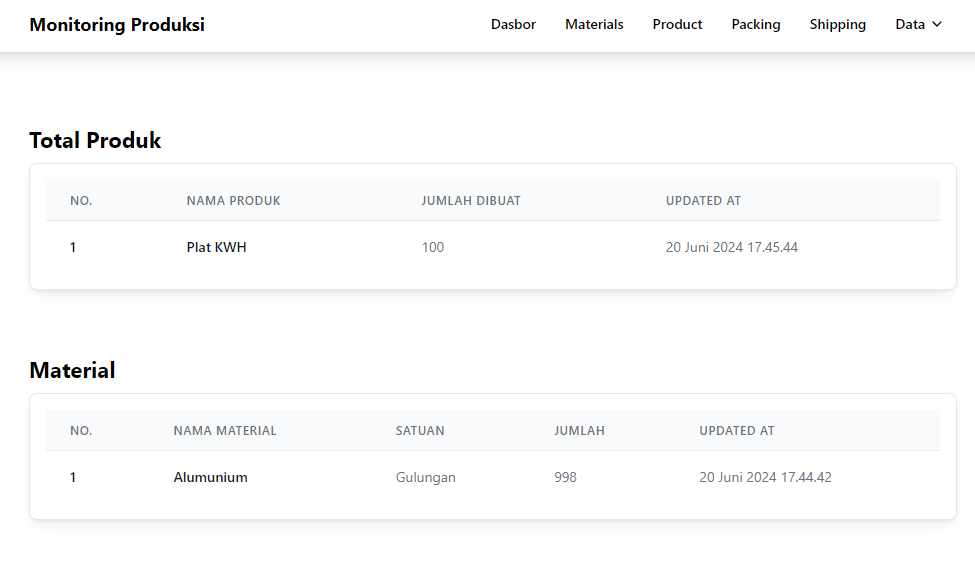 Monitoring Produksi Dasbor Materials Product Packing Shipping Data
Total Produk
NO. NAMA PRODUK JUMLAH DIBUAT UPDATED AT
1 Plat KWH 100 20 Juni 2024 17.45.44
Material
NO. NAMA MATERIAL SATUAN JUMLAH UPDATED AT
1 Alumunium Gulungan 998 20 Juni 2024 17.44.42